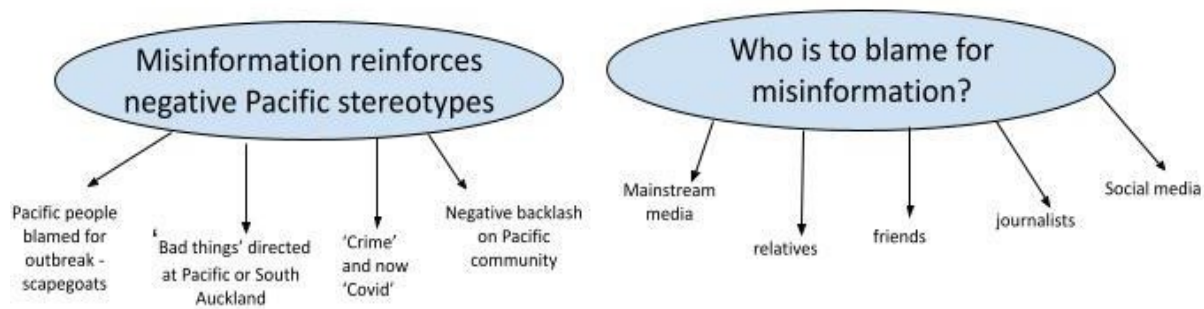 Misinformation reinforces
negative Pacific stereotypes
Pacific people
blamed for
outbreak -
scapegoats
‘Bad things’ directed
at Pacific or South
Auckland
‘Crime’
and now
‘Covid’
Negative backlash
on Pacific
community
Who is to blame for
misinformation?
Mainstream
media
relatives
friends
journalists
Social media